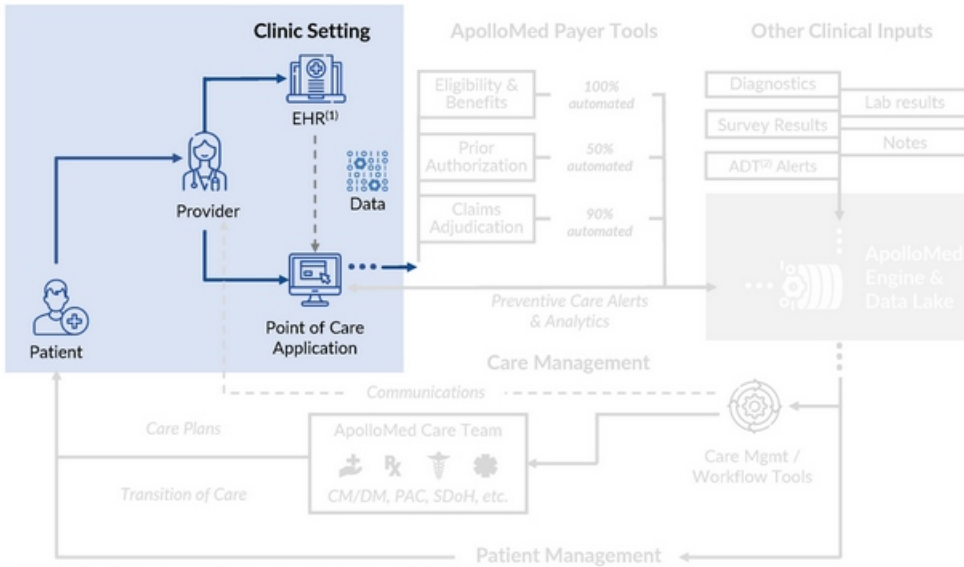 Clinic Setting
EHR(1)
Data
Provider
Point of Care
Application
Patient
ApolloMed Payer Tools
Eligibility &
Benefits
100%
automated
Prior
Authorization
50%
automated
Claims
Adjudication
90%
automated
Preventive Care Alerts
& Analytics
Other Clinical Inputs
Diagnostics
Lab results
Survey Results
Notes
ADT(2) Alerts
ApolloMed
Engine &
Data Lake
Care Management
Communications
Care Plans
Transition of Care
ApolloMed Care Team
Rx
CM/DM, PAC, SDoH, etc.
Care Mgmt /
Workflow Tools
Patient Management